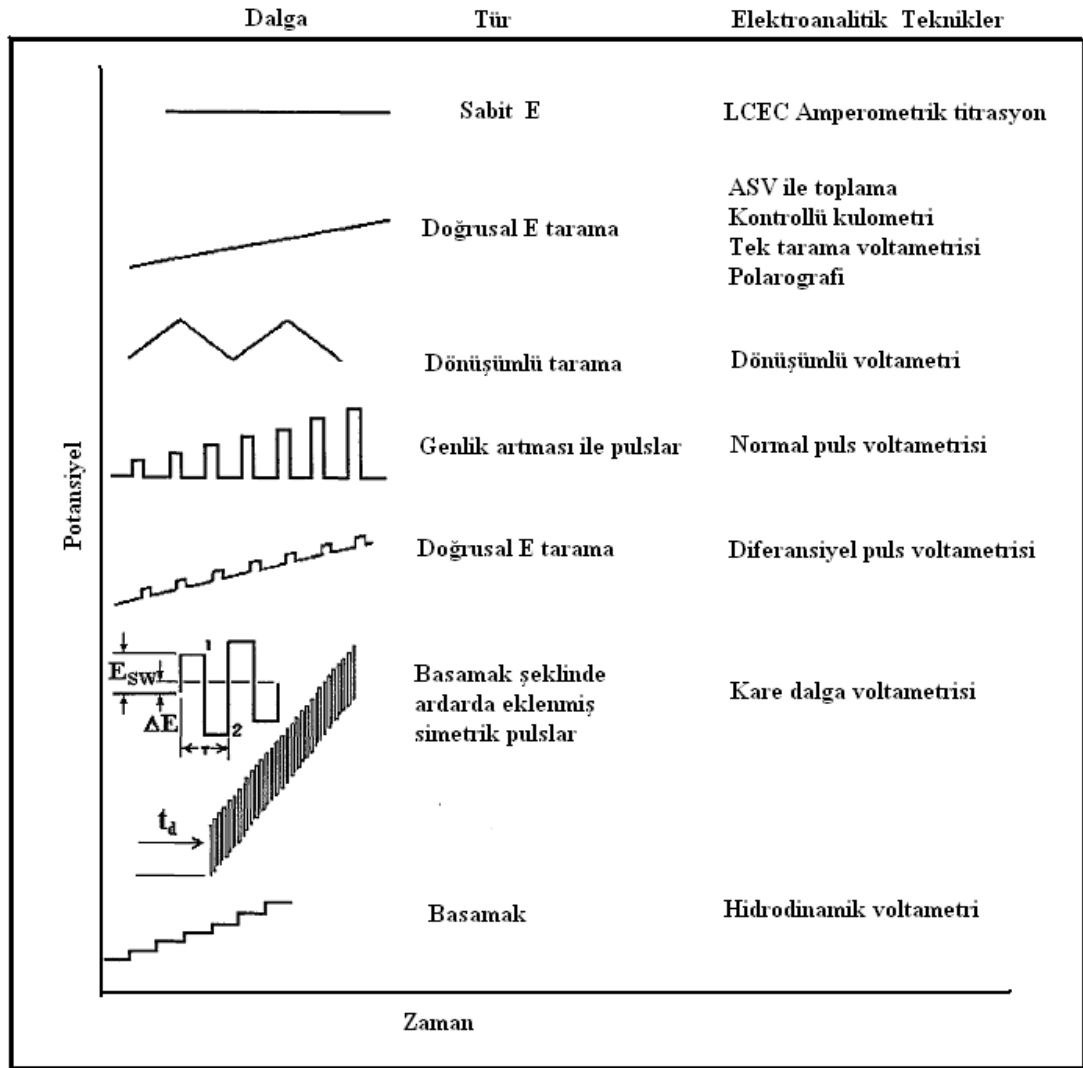 Dalga Tür Elektroanalitik Teknikler
Sabit E LCEC Amperometrik titrasyon
Doğrusal E tarama
ASV ile toplama
Kontrollü kulometri
Tek tarama voltametrisi
Polarografi
Dönüşümlü tarama Dönüşümlü voltametri
Genlik artması ile pulslar Normal puls voltametrisi
Doğrusal E tarama Diferansiyel puls voltametrisi
1
E_SW
ΔE
2
τ
t_d
Basamak şeklinde
ardarda eklenmiş
simetrik pulslar
Kare dalga voltametrisi
Basamak Hidrodinamik voltametri
Potansiyel
Zaman